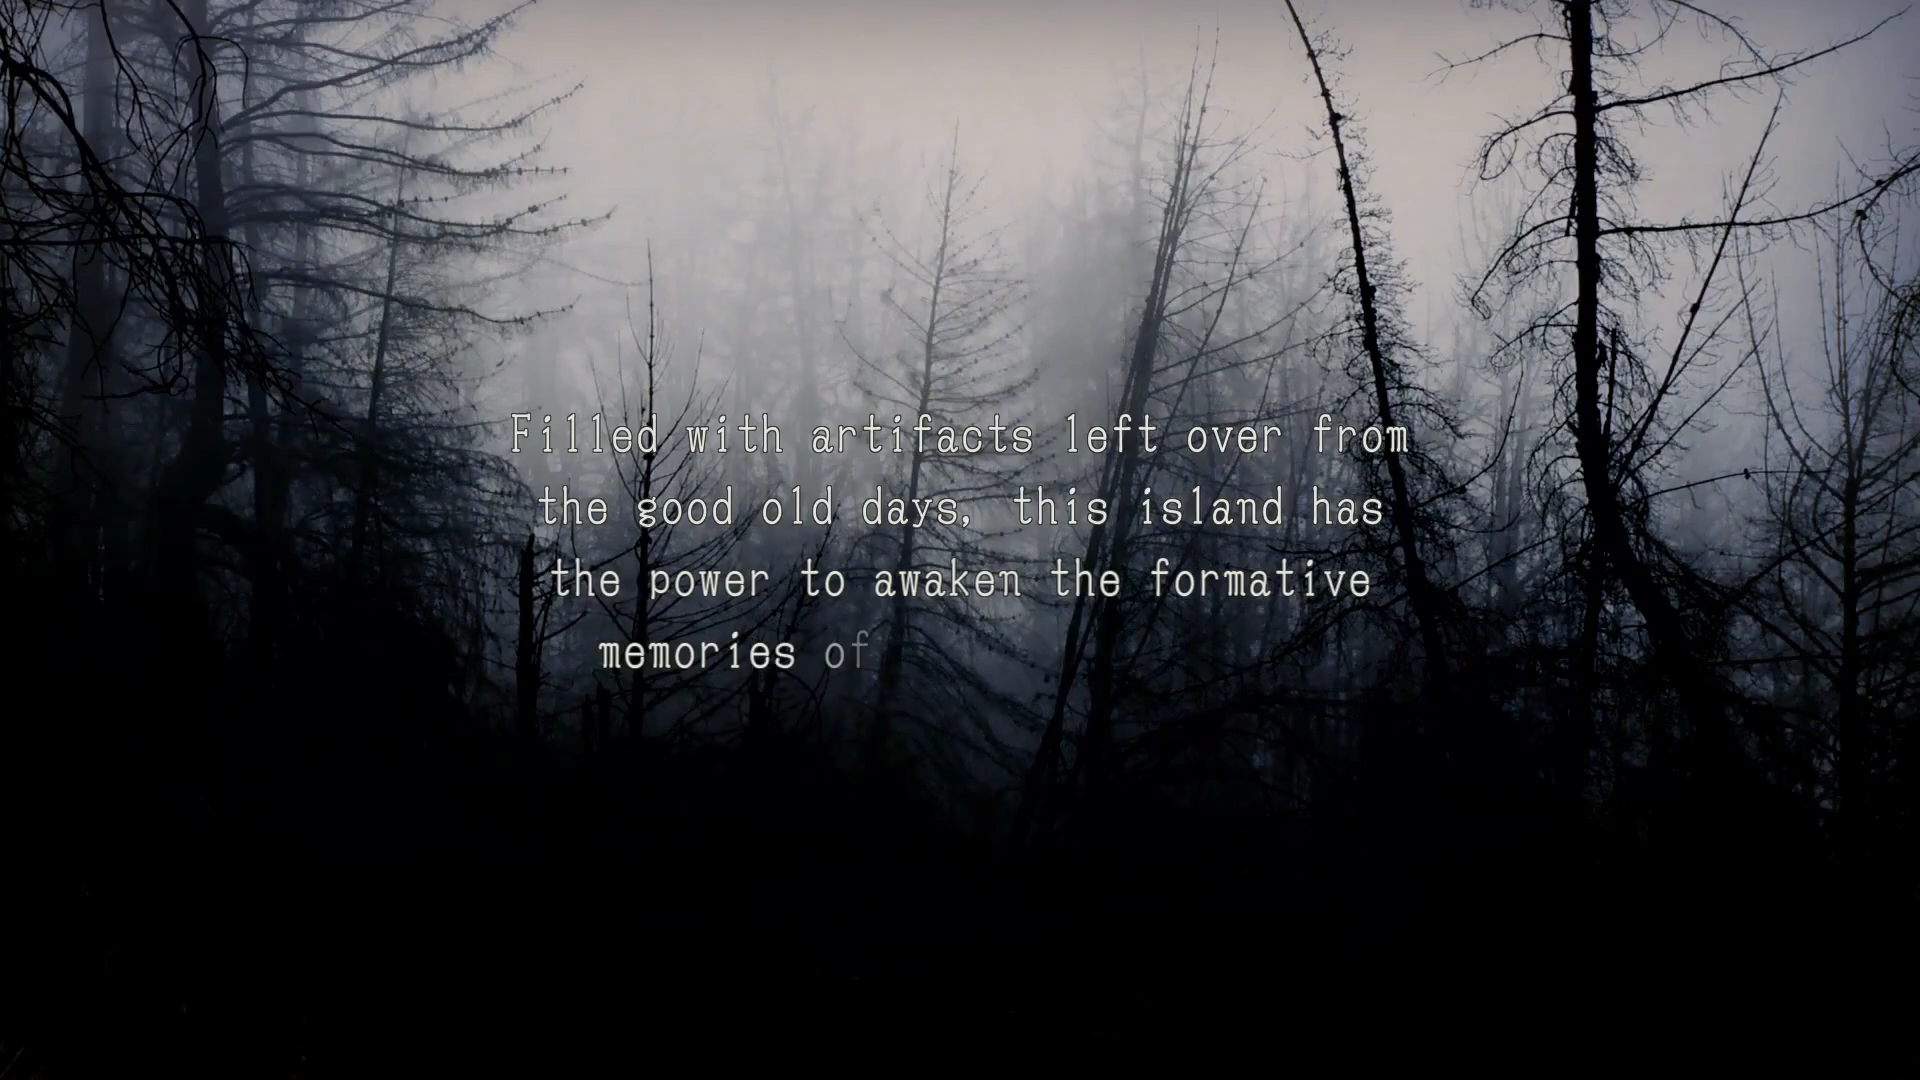 Filled with artifacts left over from
the good old days, this island has
the power to awaken the formative
memories of